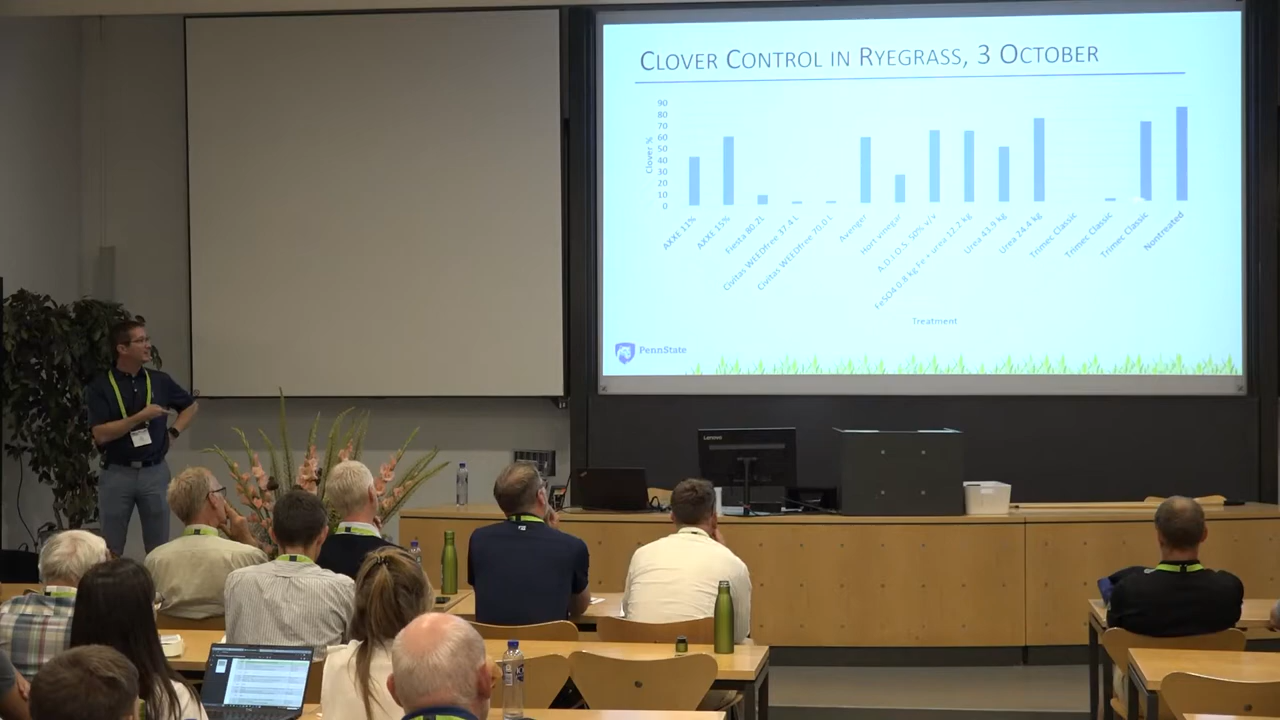 CLOVER CONTROL IN RYEGRASS, 3 OCTOBER
90
80
70
60
50
40
30
20
10
0
Clover %
AXXE 11%
AXXE 15%
Fiesta 80.2L
Civitas WEEDfree 37.4 L
Civitas WEEDfree 20.0 L
Avenger
Hort vinegar
A.D.I.O.S. 50% v/v
FeSO4 0.8 kg Fe + urea 12.2 kg
Urea 43.9 kg
Urea 24.4 kg
Trimec Classic
Trimec Classic
Trimec Classic
Nontreated
Treatment
PennState
Lenovo